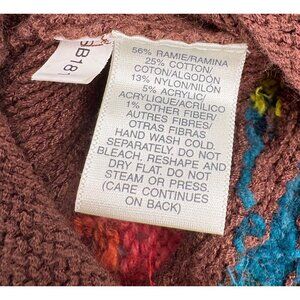 56% RAMIE/RAMINA
25% COTTON/
COTON/ALGODÓN
13% NYLON/NILÓN
5% ACRYLIC/
ACRYLIQUE/ACRÍLICO
1% OTHER FIBER/
AUTRES FIBRES/
OTRAS FIBRAS
HAND WASH COLD.
SEPARATELY. DO NOT
BLEACH, RESHAPE AND
DRY FLAT. DO NOT
STEAM OR PRESS.
(CARE CONTINUES
ON BACK)